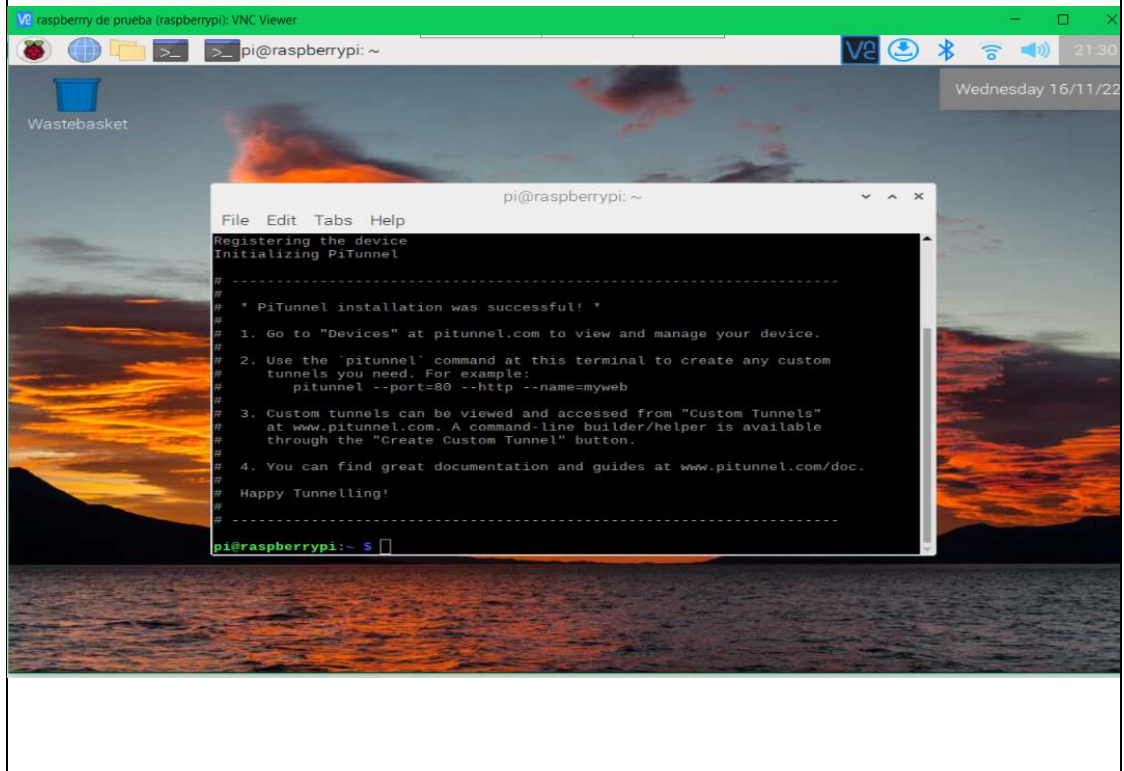 raspberrry de prueba (raspberrypi): VNC Viewer
pi@raspberrypi: ~
21:30
Wednesday 16/11/22
Wastebasket
pi@raspberrypi: ~
File Edit Tabs Help
Registering the device
Initializing PiTunnel
# ----------------------------------------------------------------------
#
#  * PiTunnel installation was successful! *
#
#  1. Go to "Devices" at pitunnel.com to view and manage your device.
#
#  2. Use the `pitunnel` command at this terminal to create any custom
#     tunnels you need. For example:
#        pitunnel --port=80 --http --name=myweb
#
#  3. Custom tunnels can be viewed and accessed from "Custom Tunnels"
#     at www.pitunnel.com. A command-line builder/helper is available
#     through the "Create Custom Tunnel" button.
#
#  4. You can find great documentation and guides at www.pitunnel.com/doc.
#
#  Happy Tunnelling!
#
# ----------------------------------------------------------------------
pi@raspberrypi:~ $